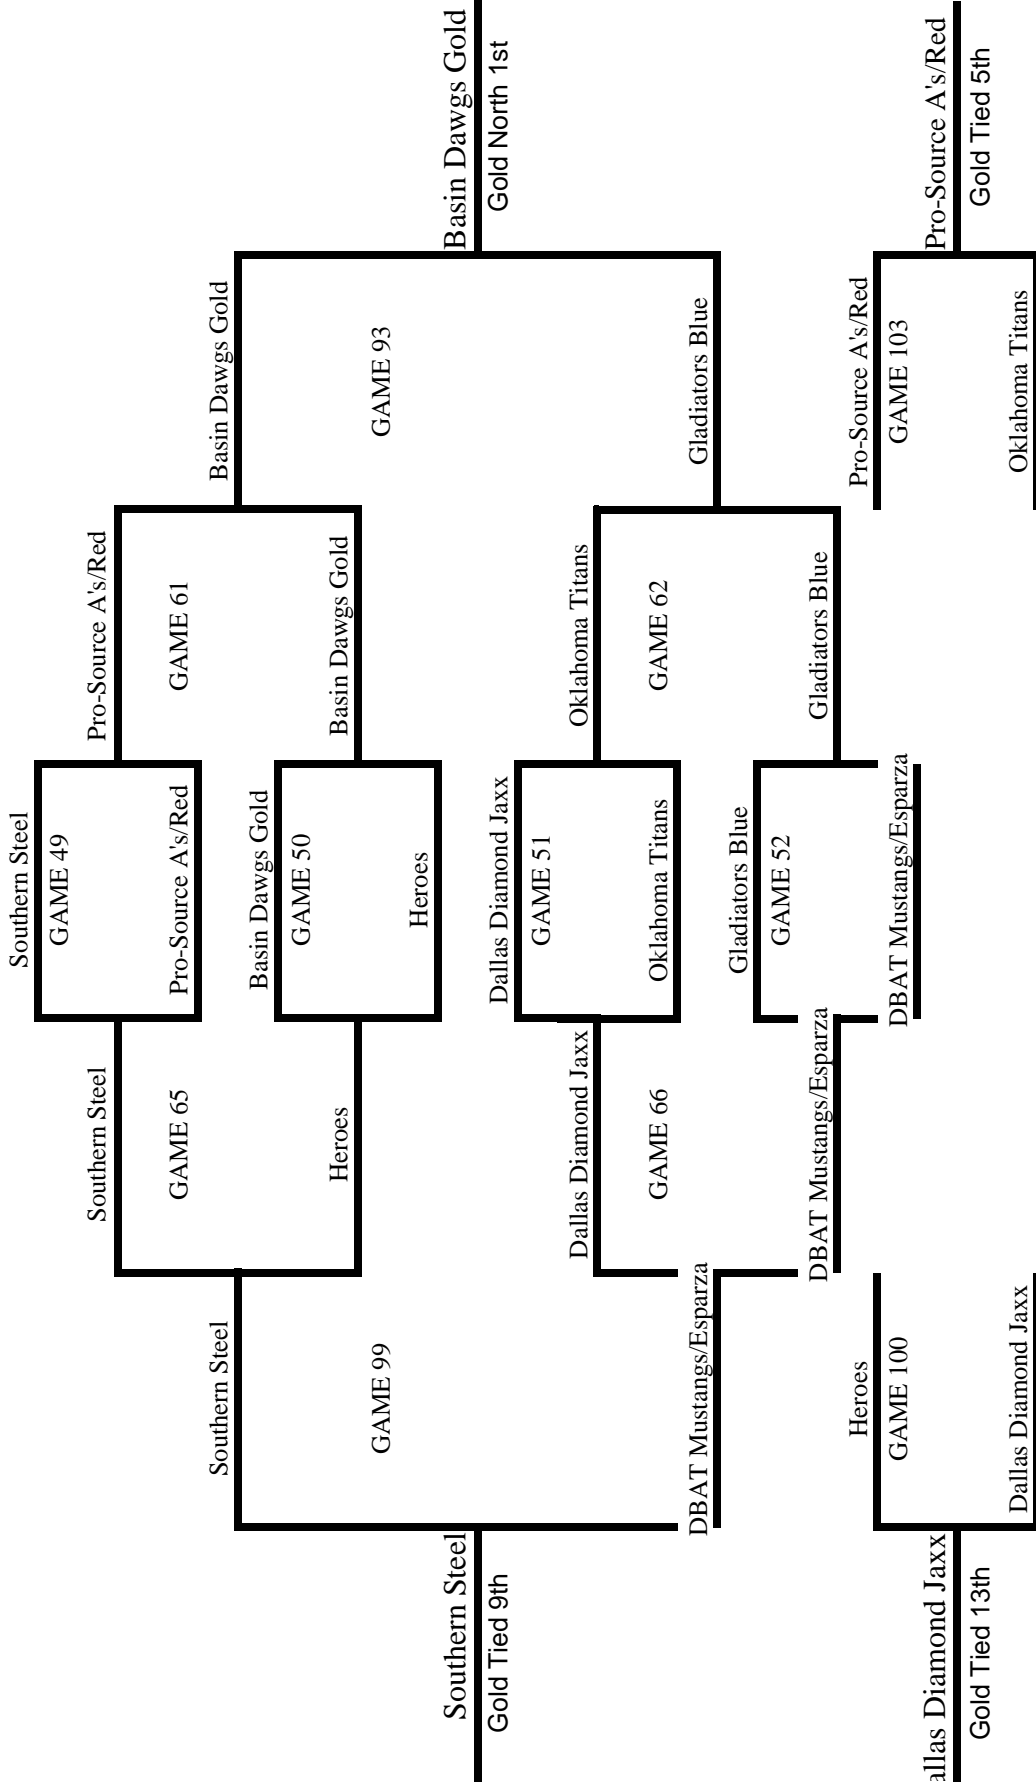 Southern Steel
GAME 49
Pro-Source A's/Red
Basin Dawgs Gold
GAME 50
Heroes
Dallas Diamond Jaxx
GAME 51
Oklahoma Titans
Gladiators Blue
GAME 52
DBAT Mustangs/Esparza
Pro-Source A's/Red
GAME 61
Basin Dawgs Gold
Oklahoma Titans
GAME 62
Gladiators Blue
Basin Dawgs Gold
GAME 93
Gladiators Blue
Basin Dawgs Gold
Gold North 1st
Pro-Source A's/Red
GAME 103
Oklahoma Titans
Pro-Source A's/Red
Gold Tied 5th
Southern Steel
GAME 65
Heroes
Dallas Diamond Jaxx
GAME 66
DBAT Mustangs/Esparza
Southern Steel
GAME 99
DBAT Mustangs/Esparza
Southern Steel
Gold Tied 9th
Heroes
GAME 100
Dallas Diamond Jaxx
allas Diamond Jaxx
Gold Tied 13th